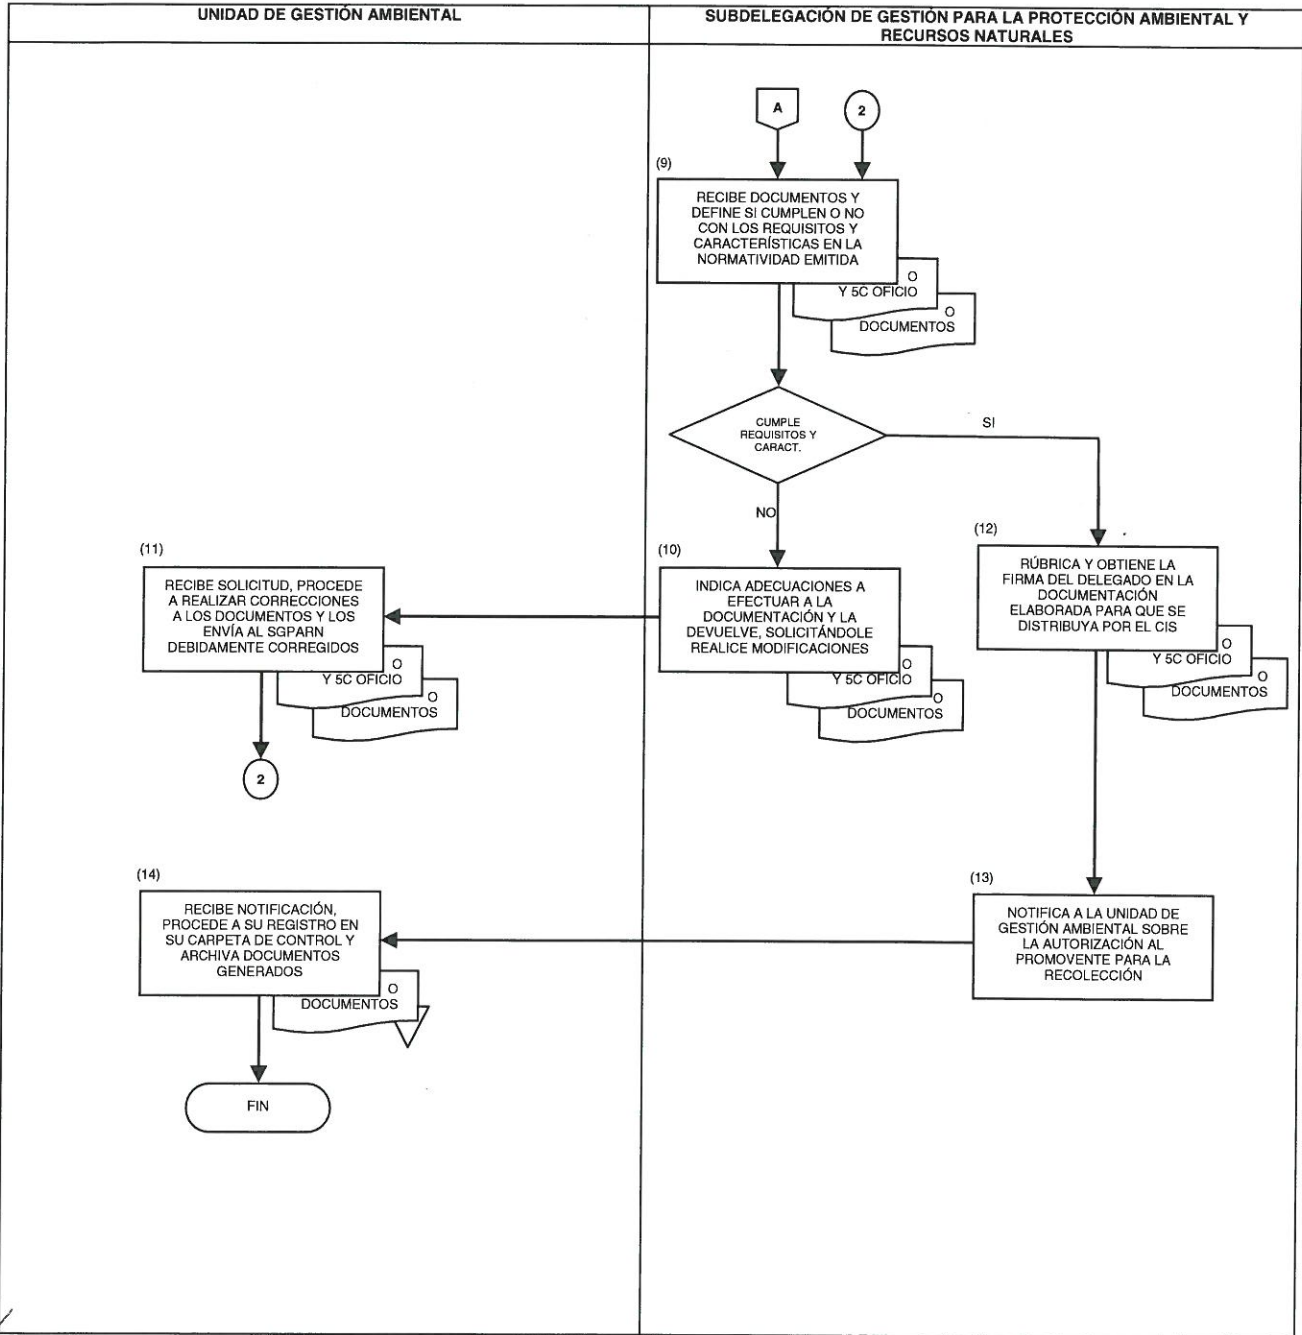 UNIDAD DE GESTIÓN AMBIENTAL
SUBDELEGACIÓN DE GESTIÓN PARA LA PROTECCIÓN AMBIENTAL Y
RECURSOS NATURALES
A
2
(9)
RECIBE DOCUMENTOS Y
DEFINE SI CUMPLEN O NO
CON LOS REQUISITOS Y
CARACTERÍSTICAS EN LA
NORMATIVIDAD EMITIDA
O
Y 5C OFICIO
O
DOCUMENTOS
CUMPLE
REQUISITOS Y
CARACT.
SI
NO
(11)
RECIBE SOLICITUD, PROCEDE
A REALIZAR CORRECCIONES
A LOS DOCUMENTOS Y LOS
ENVÍA AL SGPARN
DEBIDAMENTE CORREGIDOS
O
Y 5C OFICIO
O
DOCUMENTOS
2
(10)
INDICA ADECUACIONES A
EFECTUAR A LA
DOCUMENTACIÓN Y LA
DEVUELVE, SOLICITÁNDOLE
REALICE MODIFICACIONES
O
Y 5C OFICIO
O
DOCUMENTOS
(12)
RÚBRICA Y OBTIENE LA
FIRMA DEL DELEGADO EN LA
DOCUMENTACIÓN
ELABORADA PARA QUE SE
DISTRIBUYA POR EL CIS
O
Y 5C OFICIO
O
DOCUMENTOS
(14)
RECIBE NOTIFICACIÓN,
PROCEDE A SU REGISTRO EN
SU CARPETA DE CONTROL Y
ARCHIVA DOCUMENTOS
GENERADOS
O
DOCUMENTOS
(13)
NOTIFICA A LA UNIDAD DE
GESTIÓN AMBIENTAL SOBRE
LA AUTORIZACIÓN AL
PROMOVENTE PARA LA
RECOLECCIÓN
FIN